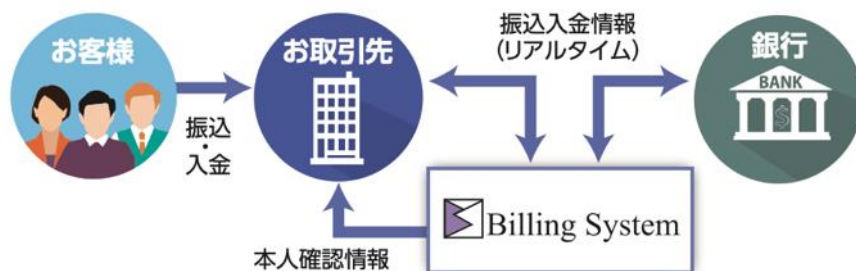 お客様
お取引先
振込入金情報
(リアルタイム)
銀行
BANK
$
振込
・
入金
Billing System
本人確認情報